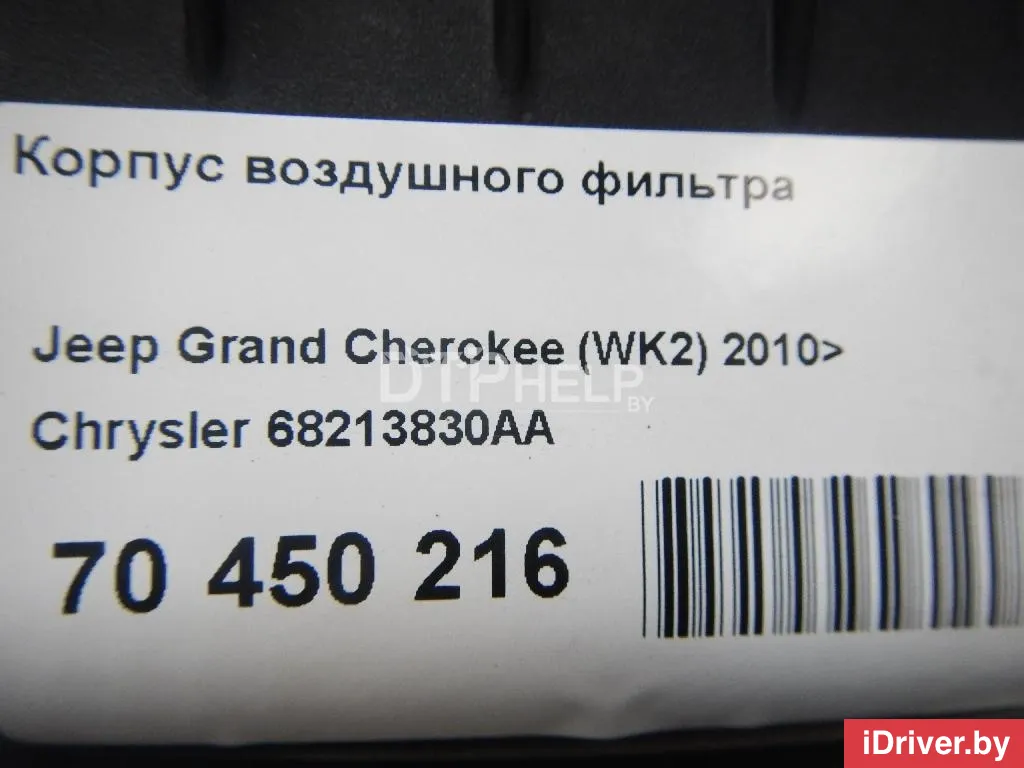 Корпус воздушного фильтра
Jeep Grand Cherokee (WK2) 2010>
DTPHELP
BY
Chrysler 68213830AA
70 450 216
iDriver.by